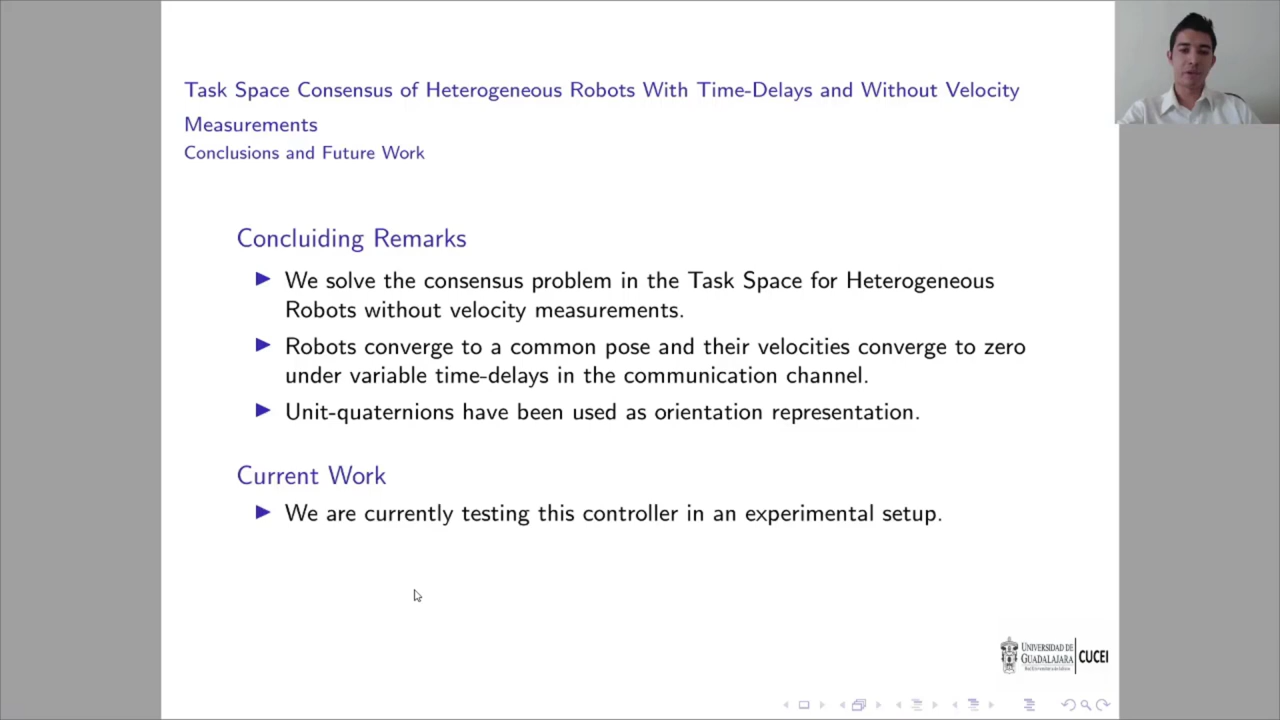 Task Space Consensus of Heterogeneous Robots With Time-Delays and Without Velocity
Measurements
Conclusions and Future Work
Concluiding Remarks
We solve the consensus problem in the Task Space for Heterogeneous
Robots without velocity measurements.
Robots converge to a common pose and their velocities converge to zero
under variable time-delays in the communication channel.
Unit-quaternions have been used as orientation representation.
Current Work
We are currently testing this controller in an experimental setup.
UNIVERSIDAD DE
GUADALAJARA
CUCEI